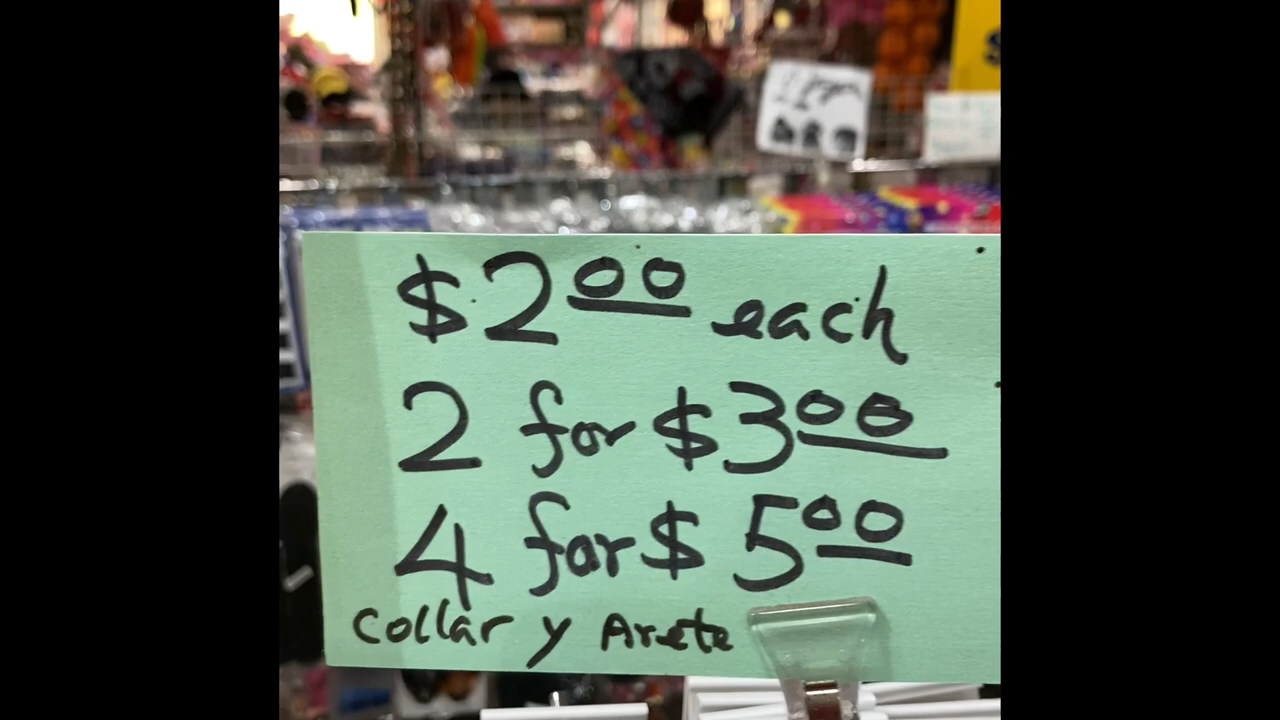 $2.00 each
2 for $3.00
4 for $5.00
Collar y Arete